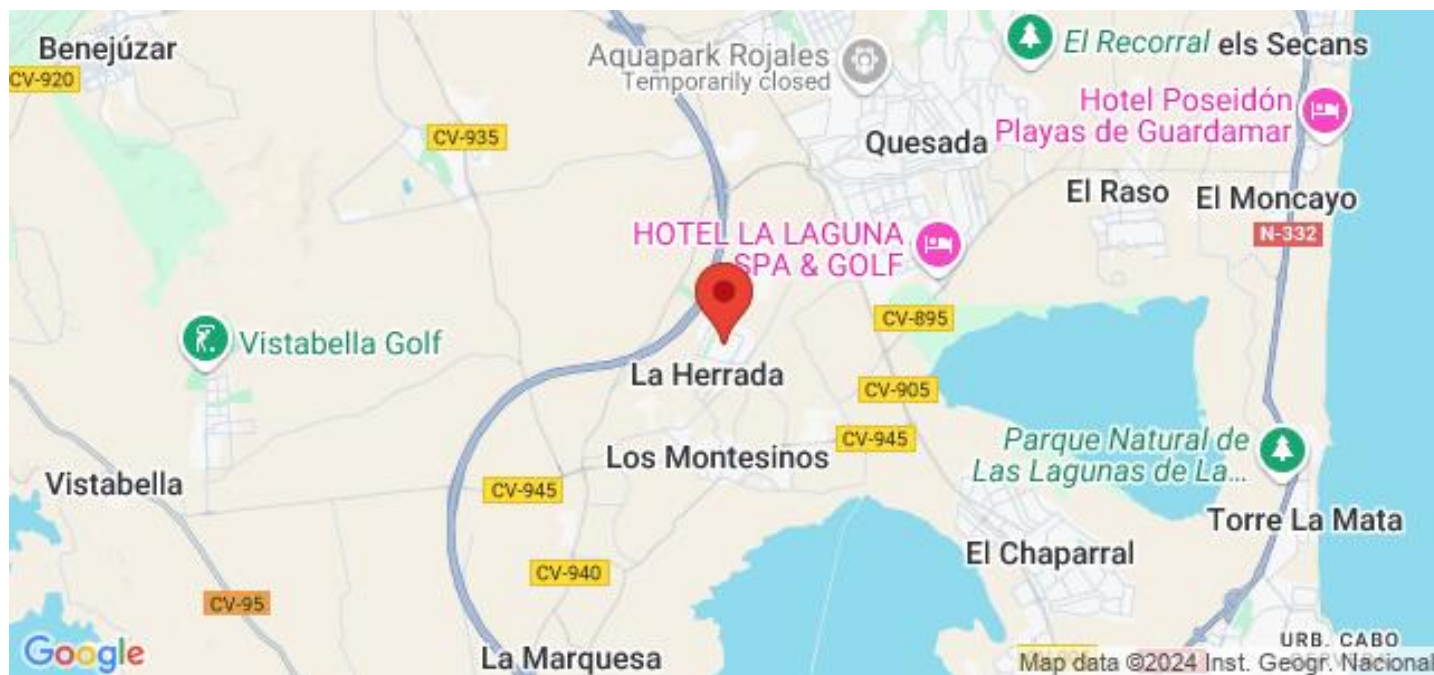 Benejúzar
CV-920
Aquapark Rojales
Temporarily closed
El Recorral
els Secans
Hotel Poseidón
Playas de Guardamar
CV-935
Quesada
El Raso
El Moncayo
N-332
HOTEL LA LAGUNA
SPA & GOLF
CV-895
Vistabella Golf
La Herrada
CV-905
CV-945
Los Montesinos
Parque Natural de
Las Lagunas de La...
Vistabella
CV-945
Torre La Mata
El Chaparral
CV-940
CV-95
URB. CABO
Google
La Marquesa
Map data ©2024 Inst. Geogr. Nacional